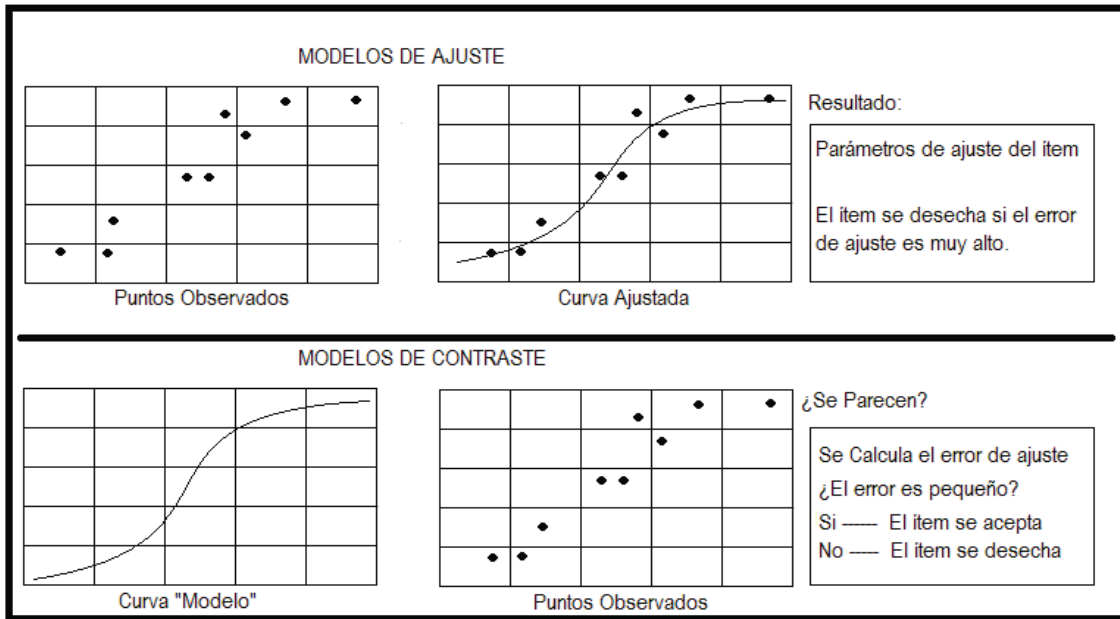 MODELOS DE AJUSTE
Puntos Observados
Curva Ajustada
Resultado:
Parámetros de ajuste del ítem
El ítem se desecha si el error
de ajuste es muy alto.
MODELOS DE CONTRASTE
Curva "Modelo"
Puntos Observados
¿Se Parecen?
Se Calcula el error de ajuste
¿El error es pequeño?
Si ------ El ítem se acepta
No ----- El ítem se desecha